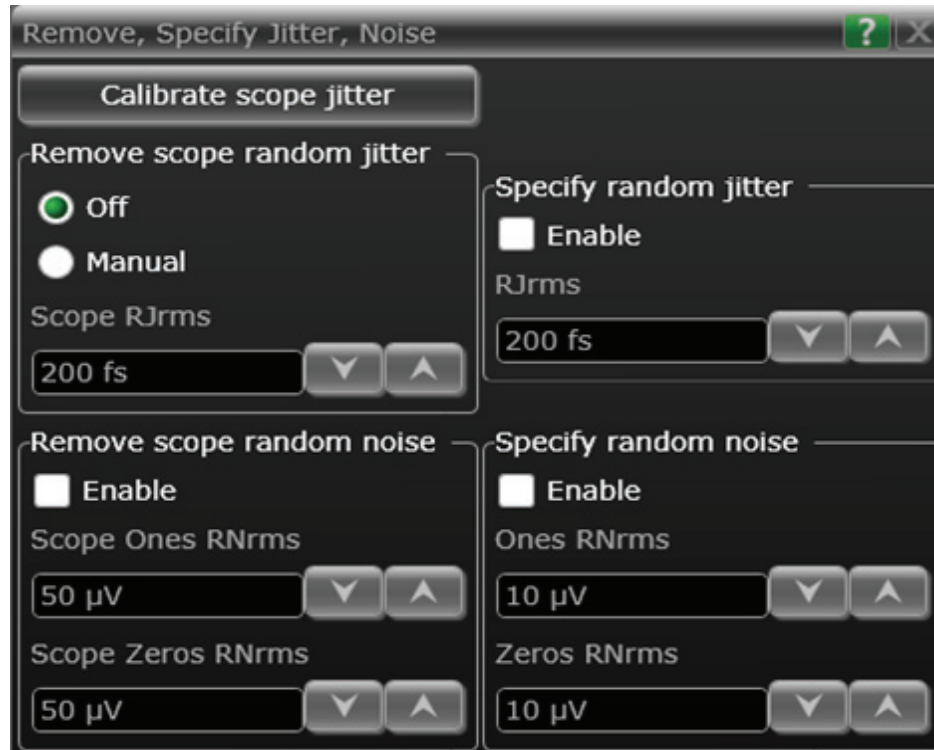 Remove, Specify Jitter, Noise
?
X
Calibrate scope jitter
Remove scope random jitter
Off
Manual
Scope RJrms
200 fs
Specify random jitter
Enable
RJrms
200 fs
Remove scope random noise
Enable
Scope Ones RNrms
50 µV
Scope Zeros RNrms
50 µV
Specify random noise
Enable
Ones RNrms
10 µV
Zeros RNrms
10 µV